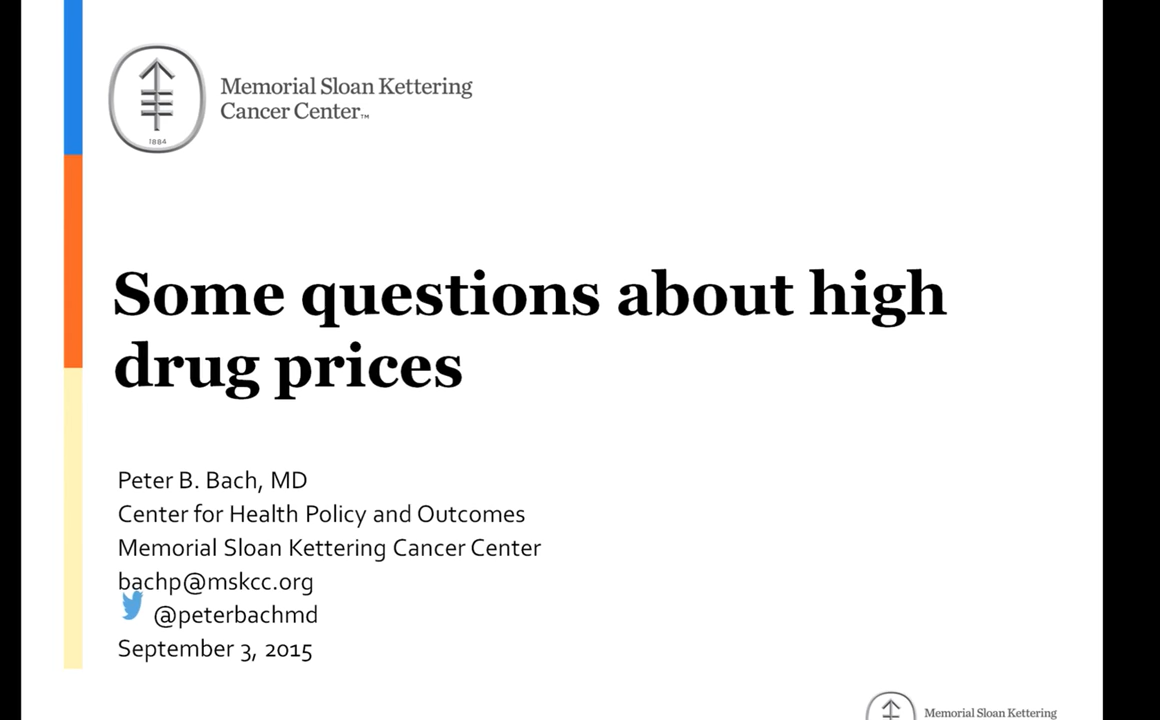 Memorial Sloan Kettering
Cancer Center™
1884
Some questions about high
drug prices
Peter B. Bach, MD
Center for Health Policy and Outcomes
Memorial Sloan Kettering Cancer Center
bachp@mskcc.org
@peterbachmd
September 3, 2015
Memorial Sloan Kettering